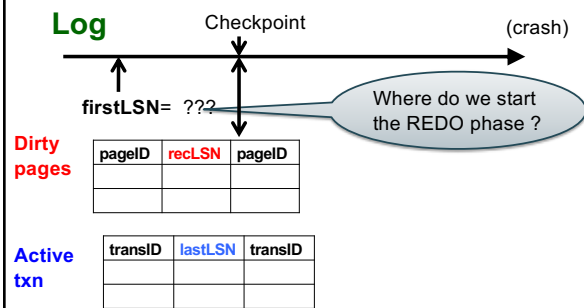 Log
Checkpoint
(crash)
firstLSN= ???
Where do we start
the REDO phase ?
Dirty
pages
pageID recLSN pageID
Active
txn
transID lastLSN transID